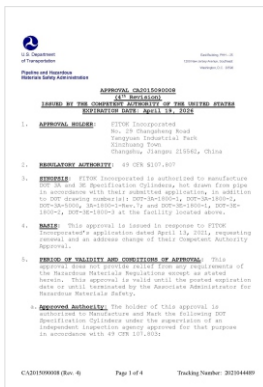 U.S. Department
of Transportation
Pipeline and Hazardous
Materials Safety Administration
APPROVAL CA2015090008
(4th Revision)
ISSUED BY THE COMPETENT AUTHORITY OF THE UNITED STATES
EXPIRATION DATE: April 19, 2026
1. APPROVAL HOLDER: FITOK Incorporated
No. 29 Changsheng Road
Yangyuan Industrial Park
Xinzhuang Town
Changshu, Jiangsu 215562, China
2. REGULATORY AUTHORITY: 49 CFR §107.807
3. SYNOPSIS: FITOK Incorporated is authorized to manufacture
DOT 3A and 3E Specification Cylinders, hot drawn from pipe
in accordance with their submitted application, in addition
to DOT drawing number(s): DOT-3A-1800-1, DOT-3A-1800-2,
DOT-3A-5000, 3A-1800-1-Rev.7, and DOT-3E-1800-1, DOT-3E-
1800-2, DOT-3E-1800-3 at the facility located above.
4. BASIS: This approval is issued in response to FITOK
Incorporated's application dated April 13, 2021, requesting
renewal and an address change of their Competent Authority
Approval.
5. PERIOD OF VALIDITY AND CONDITIONS OF APPROVAL: This
approval does not provide relief from any requirements of
the Hazardous Materials Regulations except as stated
herein. This approval is valid until the posted expiration
date or until terminated by the Associate Administrator for
Hazardous Materials Safety.
a. Approved Authority: The holder of this approval is
authorized to Manufacture and Mark the following DOT
Specification Cylinders under the supervision of an
independent inspection agency approved for that purpose
in accordance with 49 CFR 107.803:
CA2015090008 (Rev. 4) Page 1 of 4 Tracking Number: 2021044489